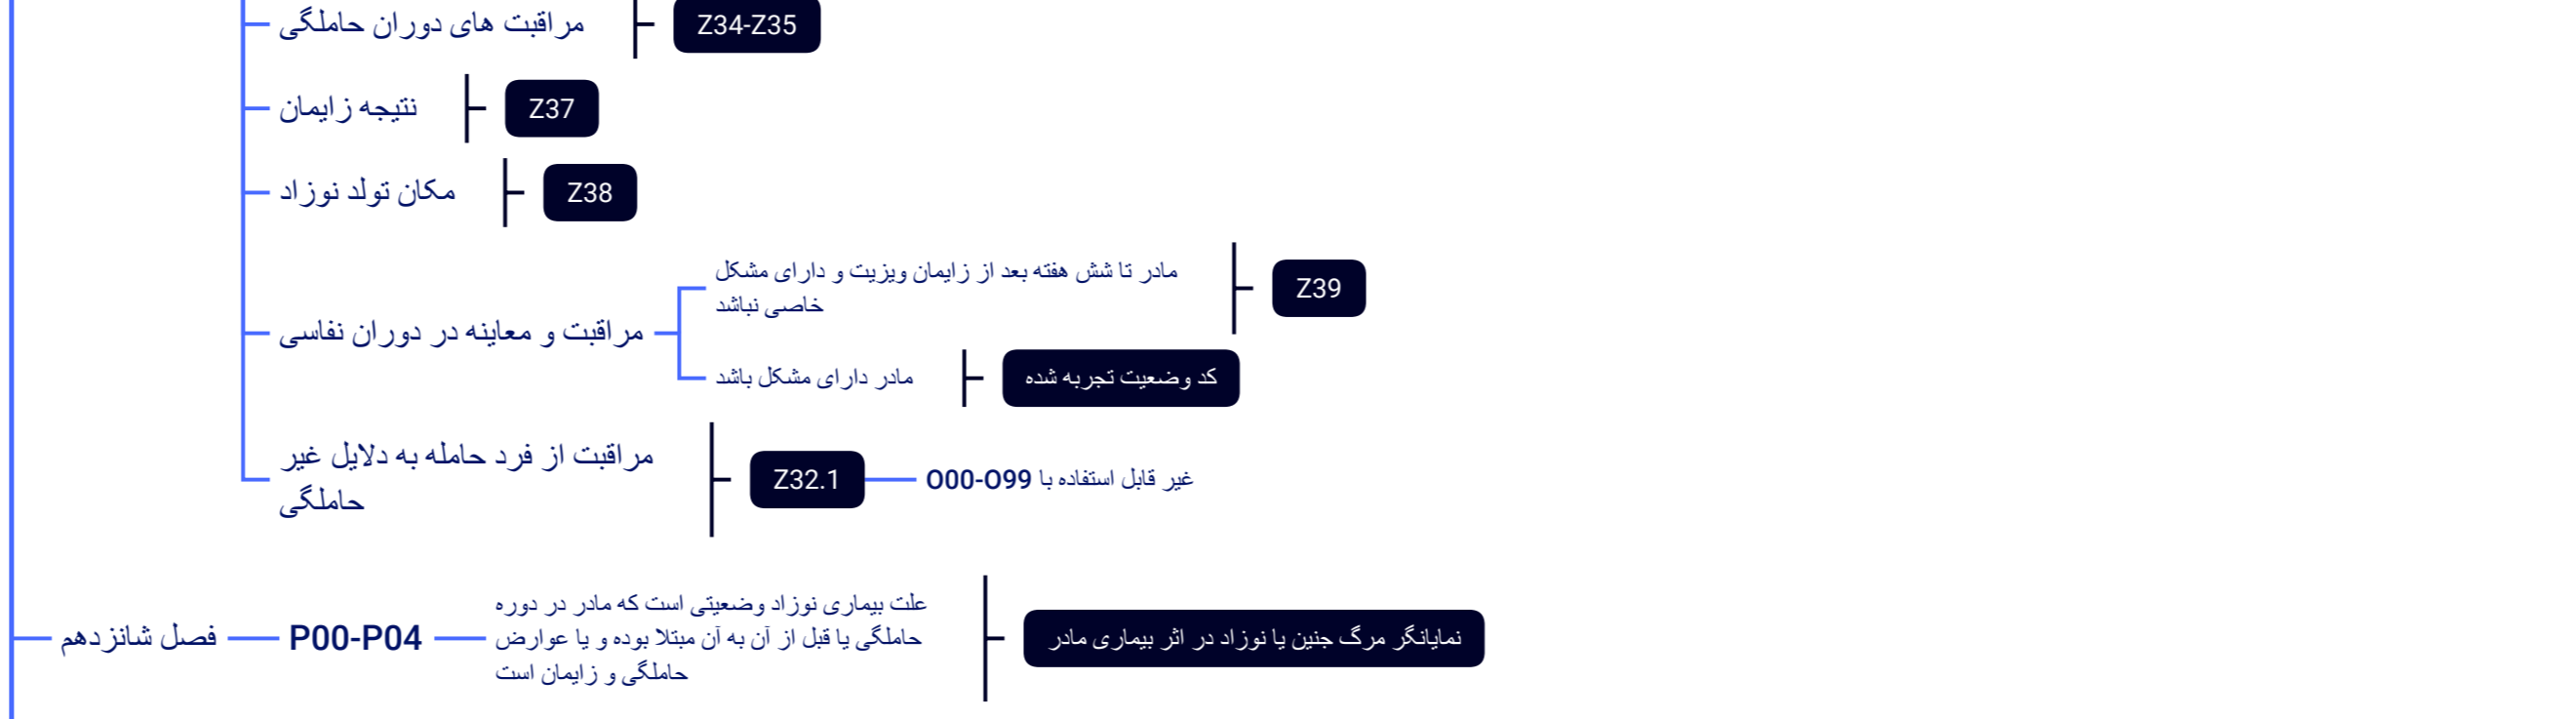 مراقبت های دوران حاملگی
Z34-Z35
نتیجه زایمان
Z37
مکان تولد نوزاد
Z38
مراقبت و معاینه در دوران نفاسی
مادر تا شش هفته بعد از زایمان ویزیت و دارای مشکل
خاصی نباشد
Z39
مادر دارای مشکل باشد
کد وضعیت تجربه شده
مراقبت از فرد حامله به دلایل غیر
حاملگی
Z32.1
غیر قابل استفاده با O00-O99
فصل شانزدهم
P00-P04
علت بیماری نوزاد وضعیتی است که مادر در دوره
حاملگی یا قبل از آن به آن مبتلا بوده و یا عوارض
حاملگی و زایمان است
نمایانگر مرگ جنین یا نوزاد در اثر بیماری مادر